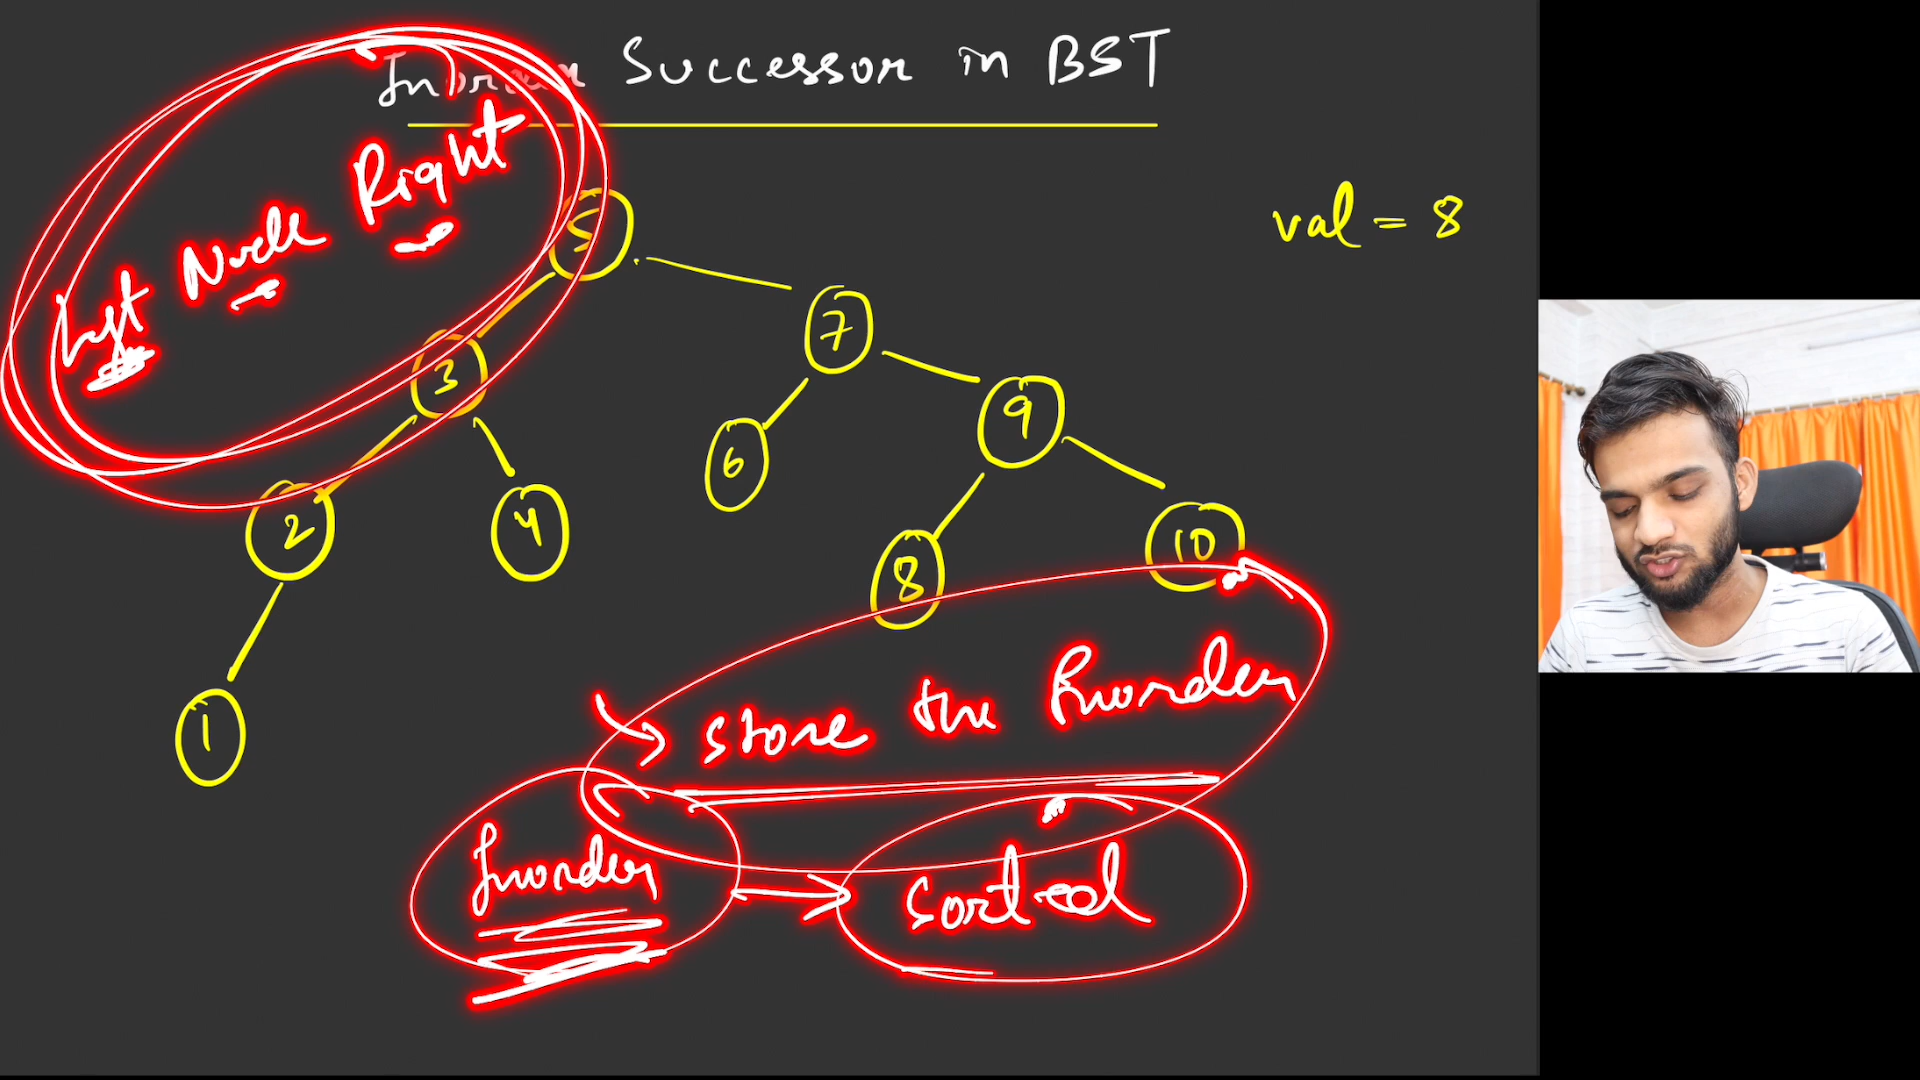 Inorder Successor in BST
Left Node Right
val = 8
5
7
3
9
6
2
4
8
10
1
store the Inorder
Inorder
sorted